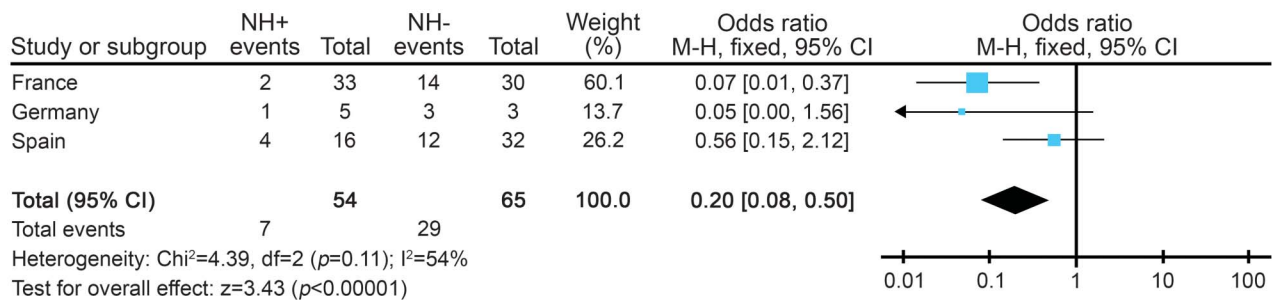 NH+ NH- Weight Odds ratio Odds ratio
Study or subgroup events Total events Total (%) M-H, fixed, 95% CI M-H, fixed, 95% CI
France 2 33 14 30 60.1 0.07 [0.01, 0.37]
Germany 1 5 3 3 13.7 0.05 [0.00, 1.56]
Spain 4 16 12 32 26.2 0.56 [0.15, 2.12]
Total (95% CI) 54 65 100.0 0.20 [0.08, 0.50]
Total events 7 29
Heterogeneity: Chi²=4.39, df=2 (p=0.11); I²=54%
Test for overall effect: z=3.43 (p<0.00001)
0.01 0.1 1 10 100